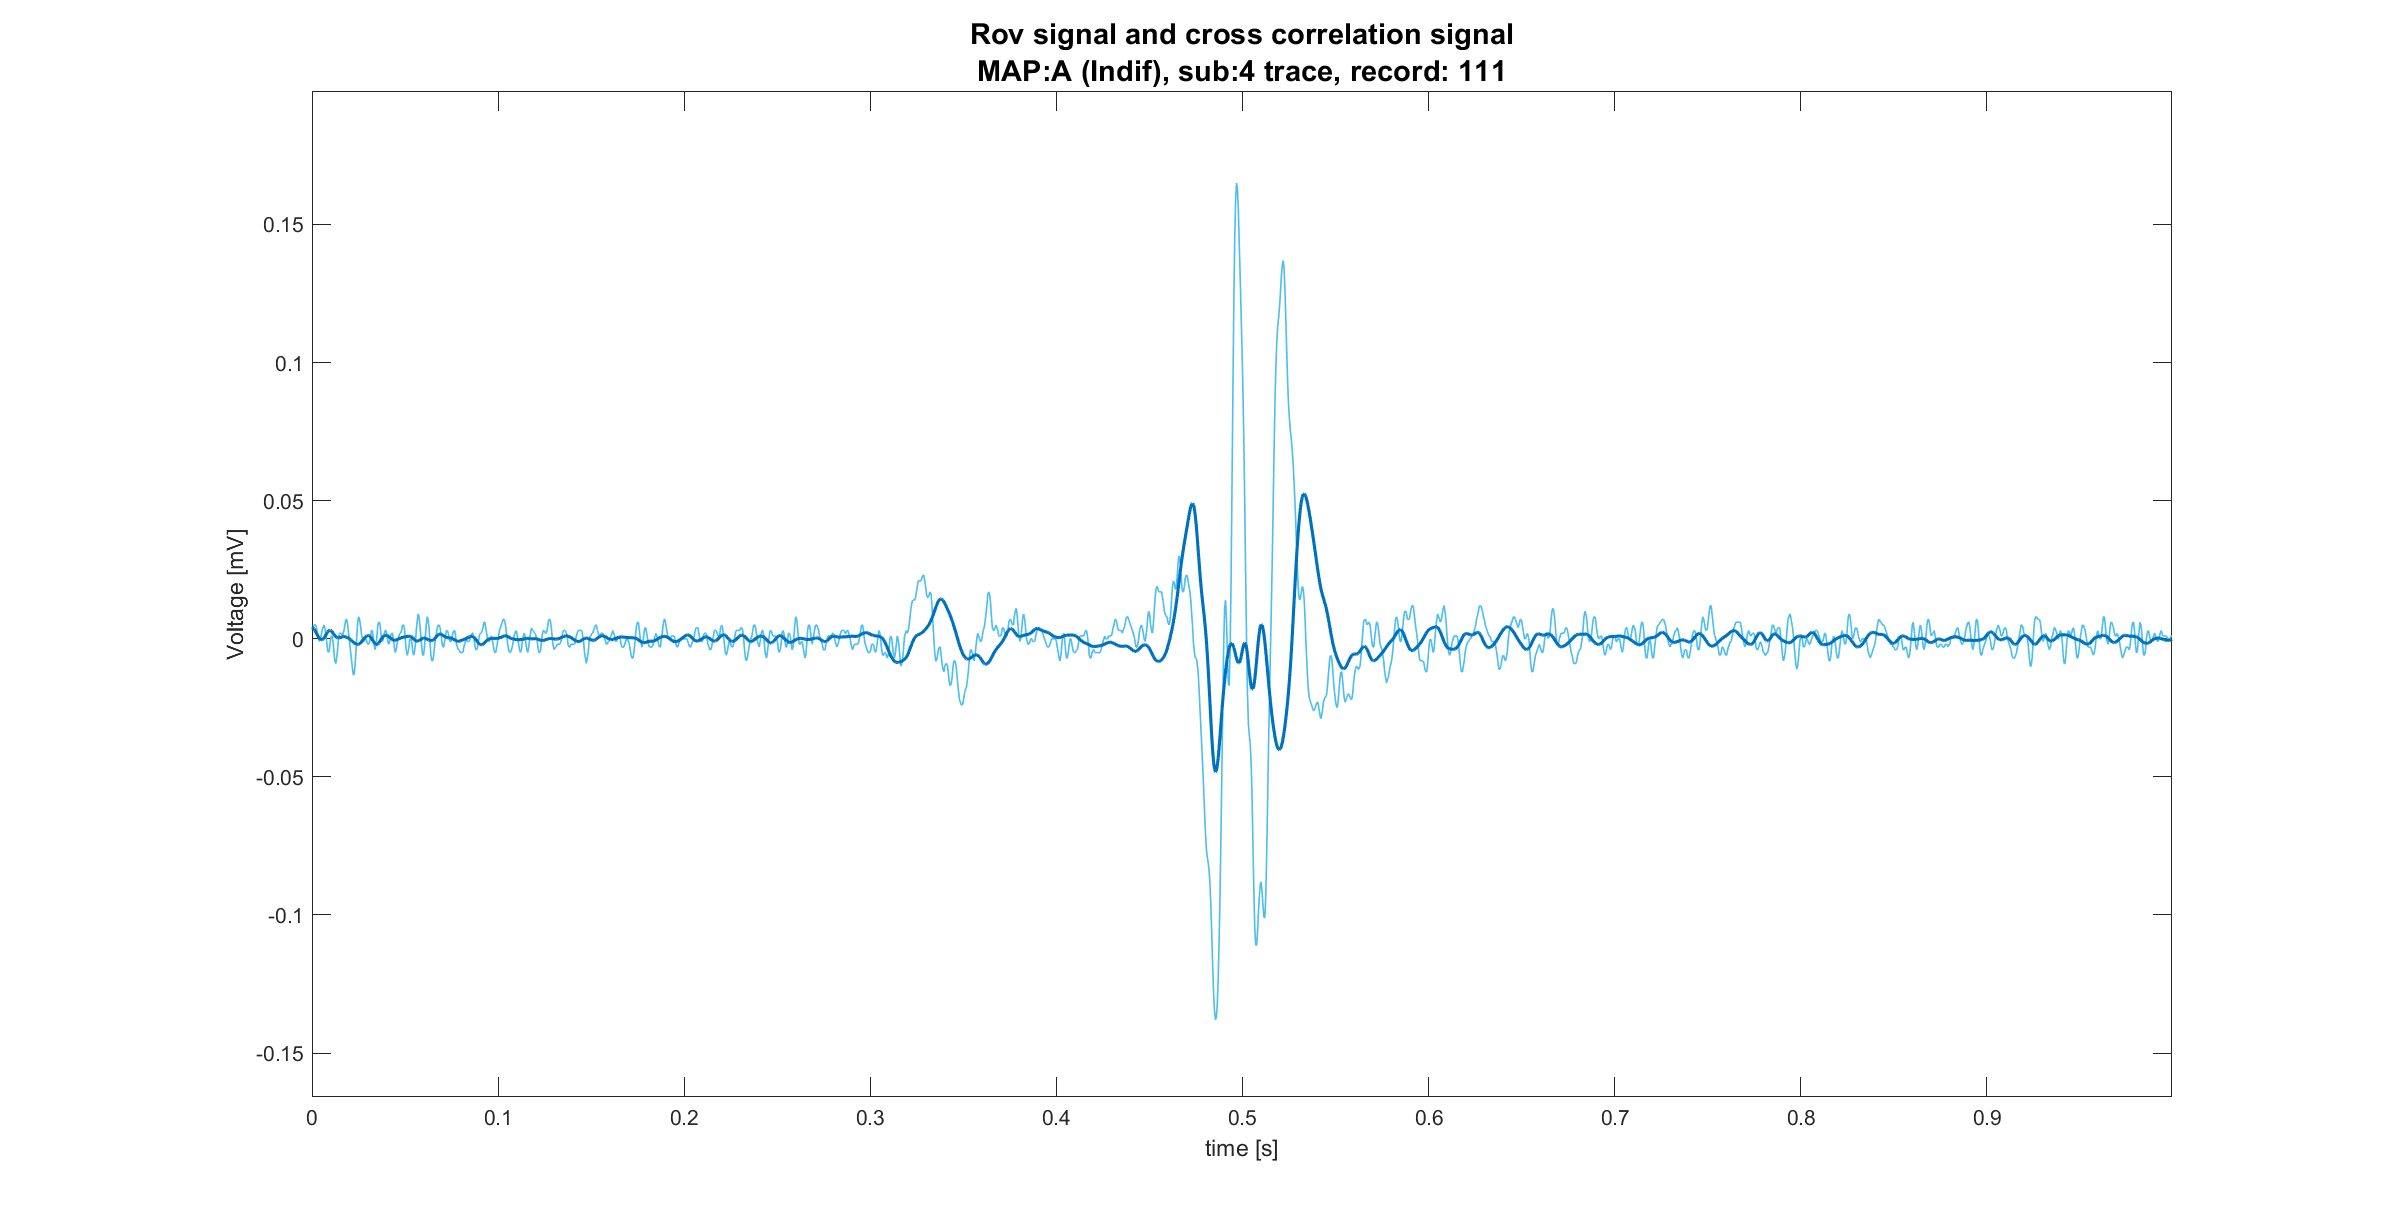 Rov signal and cross correlation signal
MAP:A (Indif), sub:4 trace, record: 111
Voltage [mV]
0.15
0.1
0.05
0
-0.05
-0.1
-0.15
0 0.1 0.2 0.3 0.4 0.5 0.6 0.7 0.8 0.9
time [s]